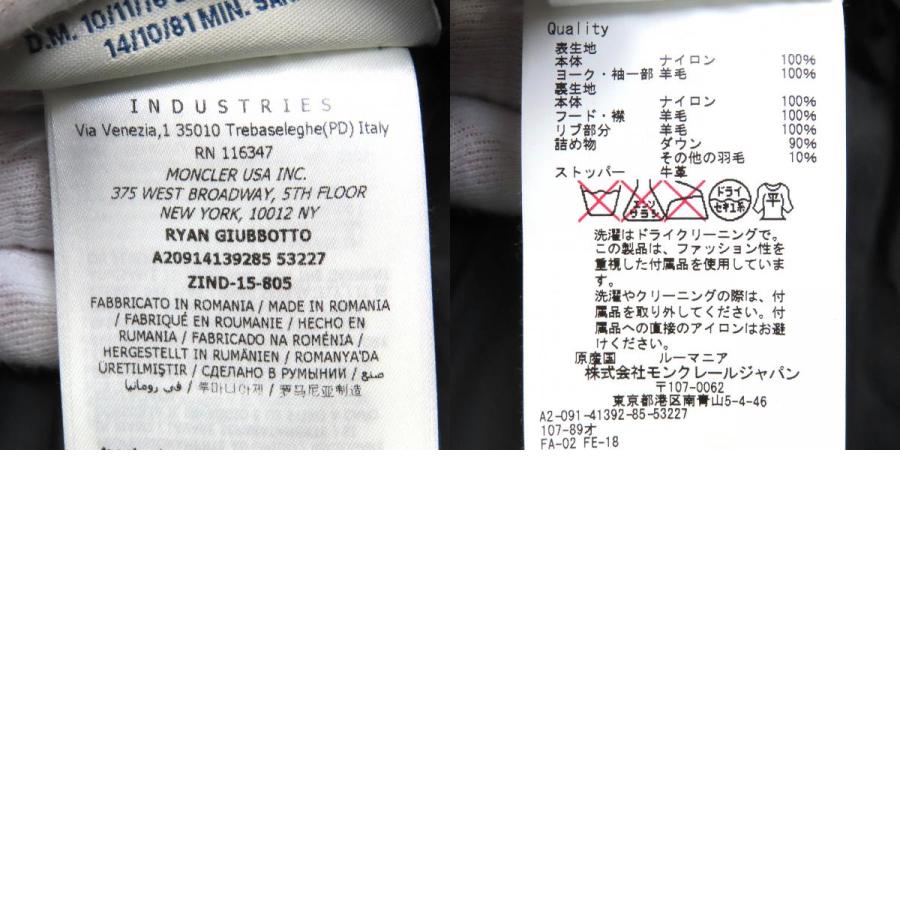 D.M. 10/11/
14/10/81 MIN. SAN
INDUSTRIES
Via Venezia,1 35010 Trebaseleghe(PD) Italy
RN 116347
MONCLER USA INC.
375 WEST BROADWAY, 5TH FLOOR
NEW YORK, 10012 NY
RYAN GIUBBOTTO
A20914139285 53227
ZIND-15-805
FABBRICATO IN ROMANIA / MADE IN ROMANIA
/ FABRIQUÉ EN ROUMANIE / HECHO EN
RUMANIA / FABRICADO NA ROMÉNIA /
HERGESTELLT IN RUMÄNIEN / ROMANYA'DA
ÜRETILMIŞTIR / СДЕЛАНО В РУМЫНИИ / صنع
في رومانيا / 루마니아제 / 罗马尼亚制造
Quality
表生地
本体 ナイロン 100%
ヨーク・袖一部 羊毛 100%
裏生地
本体 ナイロン 100%
フード・襟 羊毛 100%
リブ部分 羊毛 100%
詰め物 ダウン 90%
その他の羽毛 10%
ストッパー 牛革
エンソ サラシ ドライ セキユ系 平
洗濯はドライクリーニングで。
この製品は、ファッション性を
重視した付属品を使用していま
す。
洗濯やクリーニングの際は、付
属品を取り外してください。付
属品への直接のアイロンはお避
けください。
原産国 ルーマニア
株式会社モンクレールジャパン
〒107-0062
東京都港区南青山5-4-46
A2-091-41392-85-53227
107-89オ
FA-02 FE-18